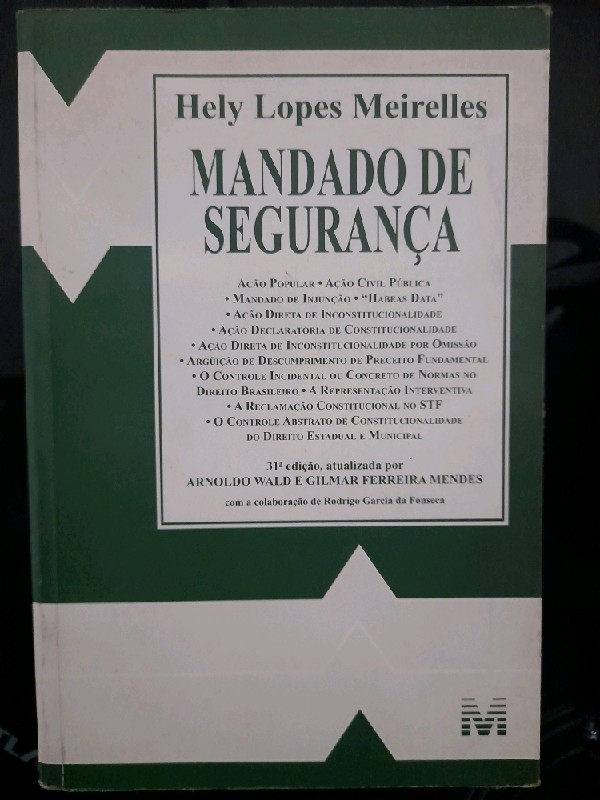 Hely Lopes Meirelles
MANDADO DE
SEGURANÇA
AÇÃO POPULAR • AÇÃO CIVIL PÚBLICA
• MANDADO DE INJUNÇÃO • “HABEAS DATA”
• AÇÃO DIRETA DE INCONSTITUCIONALIDADE
• AÇÃO DECLARATÓRIA DE CONSTITUCIONALIDADE
• AÇÃO DIRETA DE INCONSTITUCIONALIDADE POR OMISSÃO
• ARGÜIÇÃO DE DESCUMPRIMENTO DE PRECEITO FUNDAMENTAL
• O CONTROLE INCIDENTAL OU CONCRETO DE NORMAS NO
DIREITO BRASILEIRO • A REPRESENTAÇÃO INTERVENTIVA
• A RECLAMAÇÃO CONSTITUCIONAL NO STF
• O CONTROLE ABSTRATO DE CONSTITUCIONALIDADE
DO DIREITO ESTADUAL E MUNICIPAL
31ª edição, atualizada por
ARNOLDO WALD E GILMAR FERREIRA MENDES
com a colaboração de Rodrigo Garcia da Fonseca
M